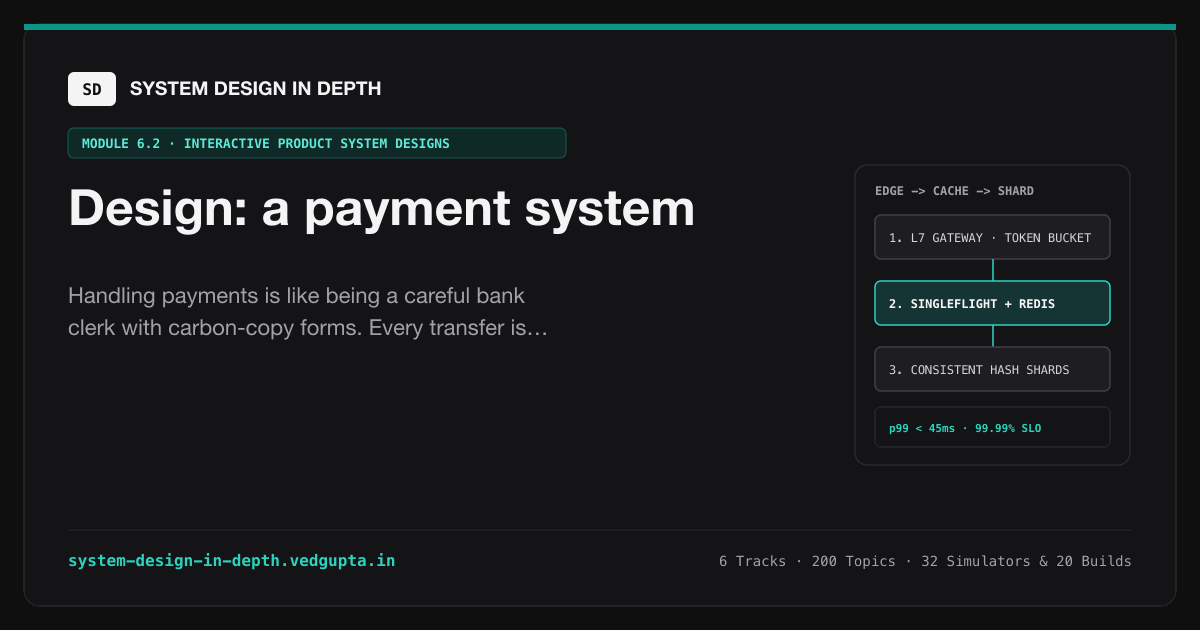 SD
SYSTEM DESIGN IN DEPTH
MODULE 6.2 · INTERACTIVE PRODUCT SYSTEM DESIGNS
Design: a payment system
Handling payments is like being a careful bank
clerk with carbon-copy forms. Every transfer is…
EDGE —> CACHE —> SHARD
1. L7 GATEWAY · TOKEN BUCKET
2. SINGLEFLIGHT + REDIS
3. CONSISTENT HASH SHARDS
p99 < 45ms · 99.99% SLO
system-design-in-depth.vedgupta.in
6 Tracks · 200 Topics · 32 Simulators & 20 Builds